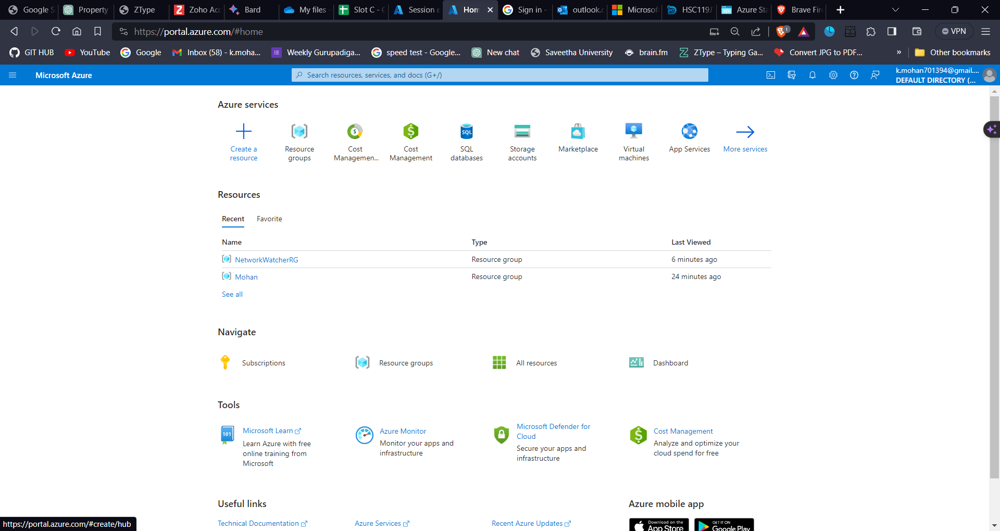 Google S
Property
ZType
Zoho Acc
Bard
My files -
Slot C - C
Session e
Hom
Sign in -
outlook.c
Microsof
HSC119J
Azure Sta
Brave Fire
https://portal.azure.com/#home
1
VPN
GIT HUB
YouTube
Google
Inbox (58) - k.moha...
Weekly Gurupadiga...
speed test - Google...
New chat
Saveetha University
brain.fm
ZType – Typing Ga...
Convert JPG to PDF...
»
Other bookmarks
Microsoft Azure
Search resources, services, and docs (G+/)
k.mohan701394@gmail....
DEFAULT DIRECTORY (...
Azure services
Create a
resource
Resource
groups
Cost
Managemen...
Cost
Management
SQL
SQL
databases
Storage
accounts
Marketplace
Virtual
machines
App Services
More services
Resources
Recent
Favorite
Name Type Last Viewed
NetworkWatcherRG Resource group 6 minutes ago
Mohan Resource group 24 minutes ago
See all
Navigate
Subscriptions
Resource groups
All resources
Dashboard
Tools
101
Microsoft Learn
Learn Azure with free
online training from
Microsoft
Azure Monitor
Monitor your apps and
infrastructure
Microsoft Defender for
Cloud
Secure your apps and
infrastructure
Cost Management
Analyze and optimize your
cloud spend for free
Useful links
Azure mobile app
Technical Documentation
Azure Services
Recent Azure Updates
Download on the
App Store
GET IT ON
Google Play
https://portal.azure.com/#create/hub